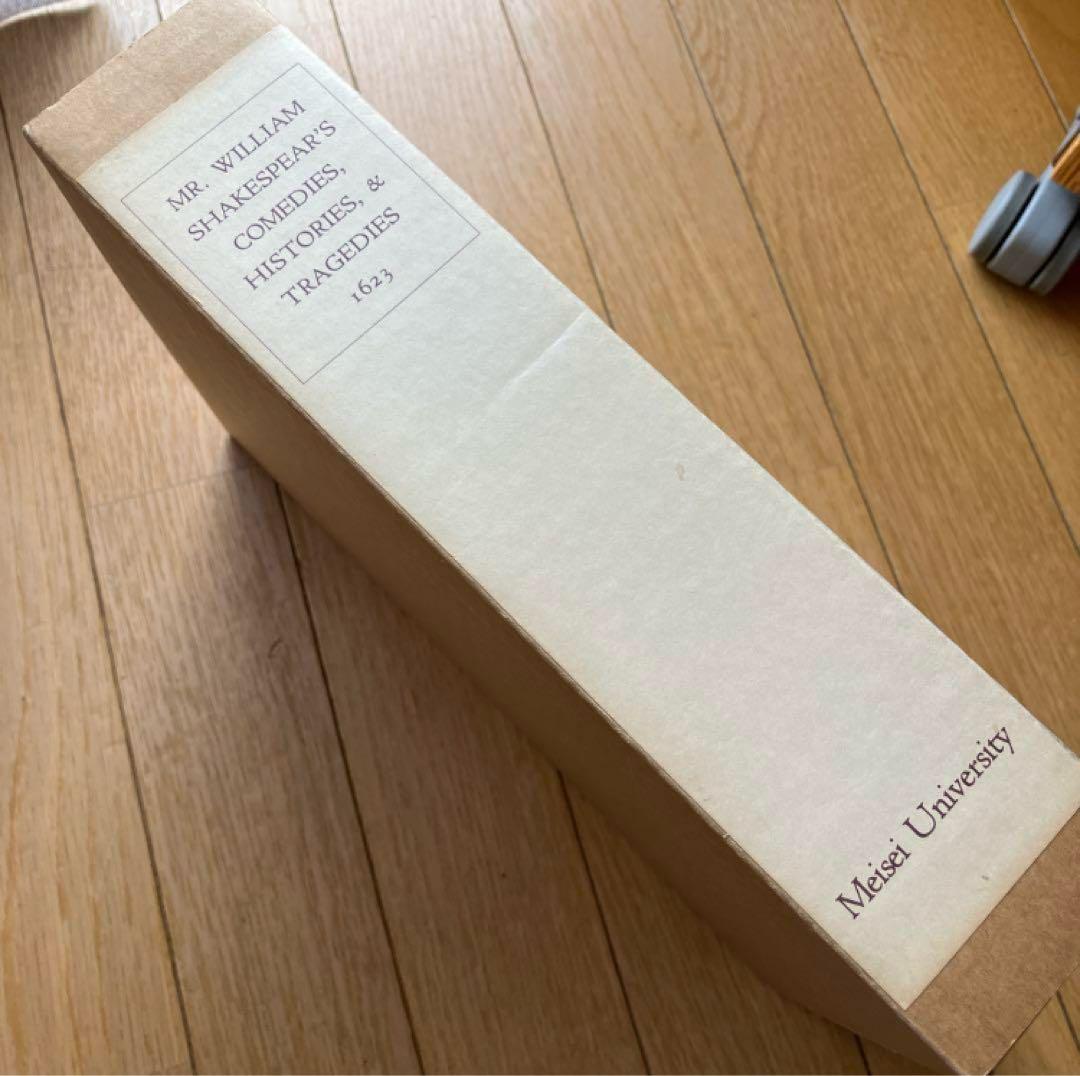 MR. WILLIAM
SHAKESPEAR'S
COMEDIES,
HISTORIES, &
TRAGEDIES
1623
Meisei University